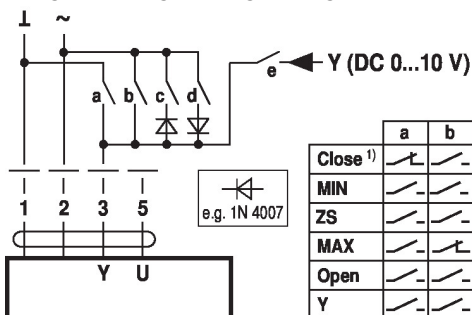 ⊥ ~
a b c d e Y (DC 0...10 V)
a b
Close 1)
MIN
ZS
MAX
Open
Y
e.g. 1N 4007
1 2 3 5
Y U